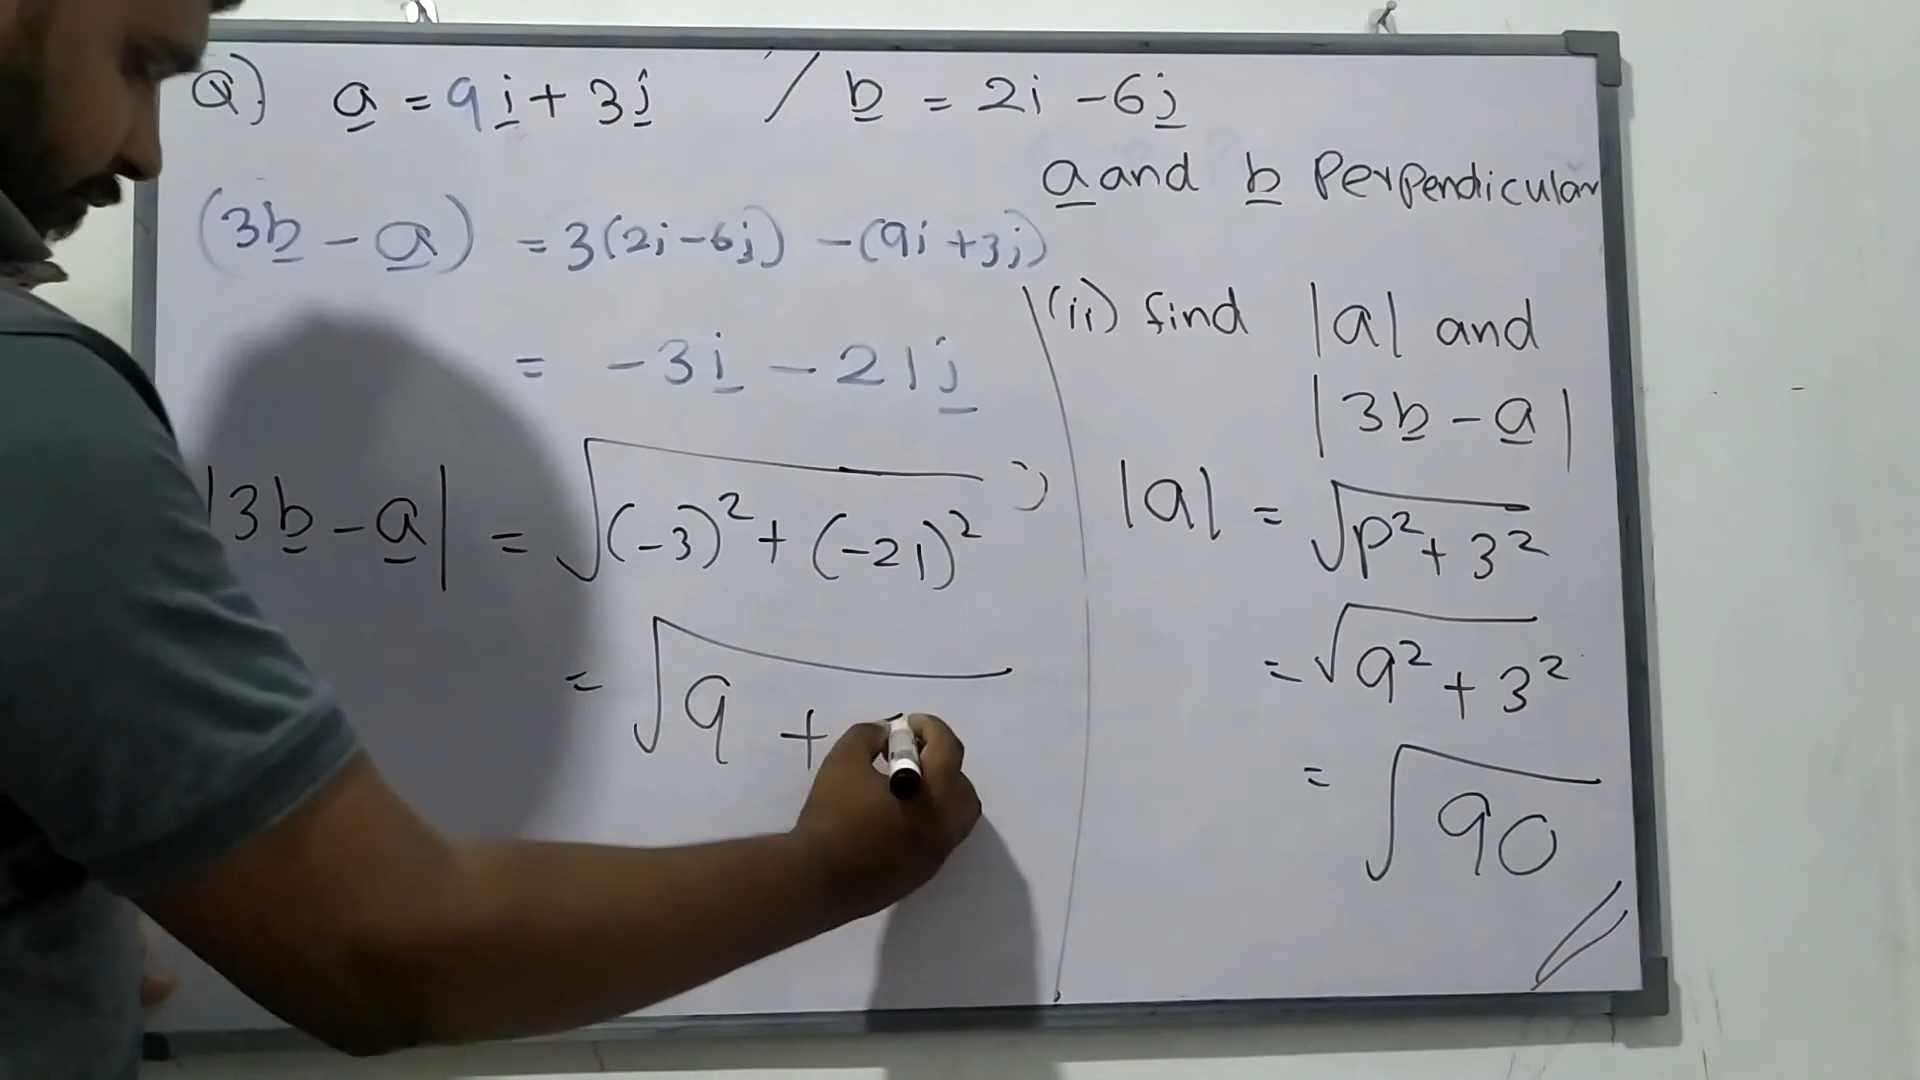 Q) a = 9i + 3j / b = 2i - 6j
a and b Perpendicular
(3b - a) = 3(2i-6j) - (9i+3j)
= -3i - 21j
|3b - a| = √(-3)² + (-21)²
= √9 +
(ii) find |a| and
|3b - a|
|a| = √p² + 3²
= √9² + 3²
= √90